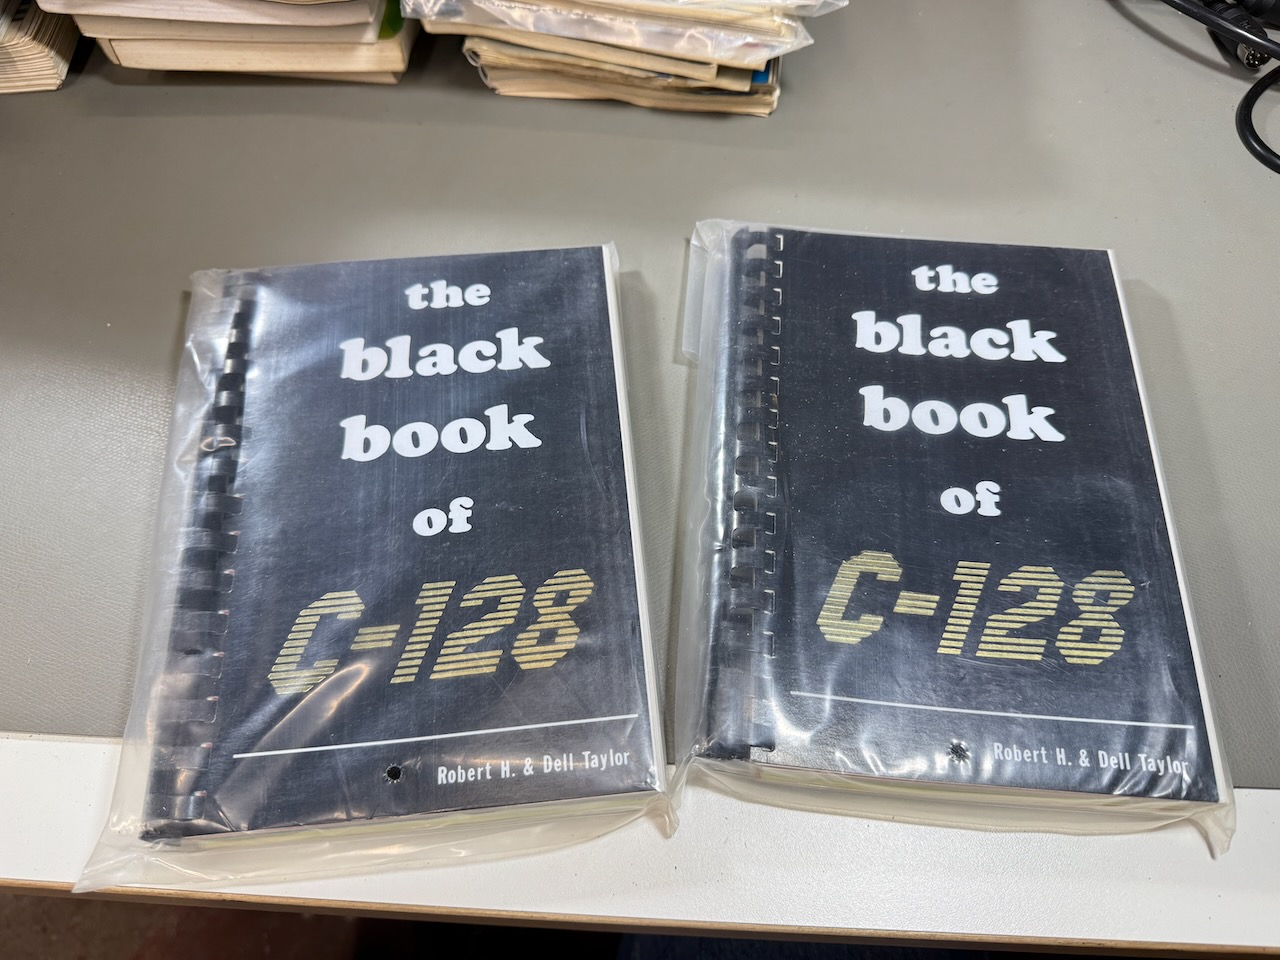 the
black
book
of
C-128
Robert H. & Dell Taylor
the
black
book
of
C-128
Robert H. & Dell Taylor